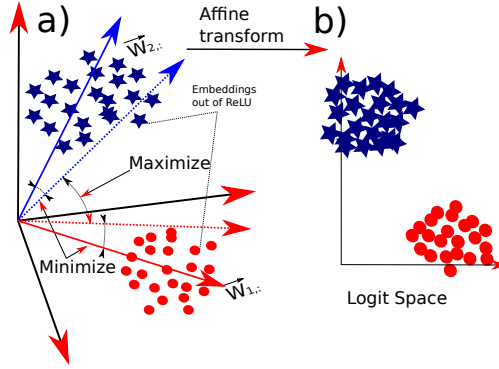 a)
W2,:
Affine
transform
b)
Embeddings
out of ReLU
Maximize
Minimize
W1,:
Logit Space